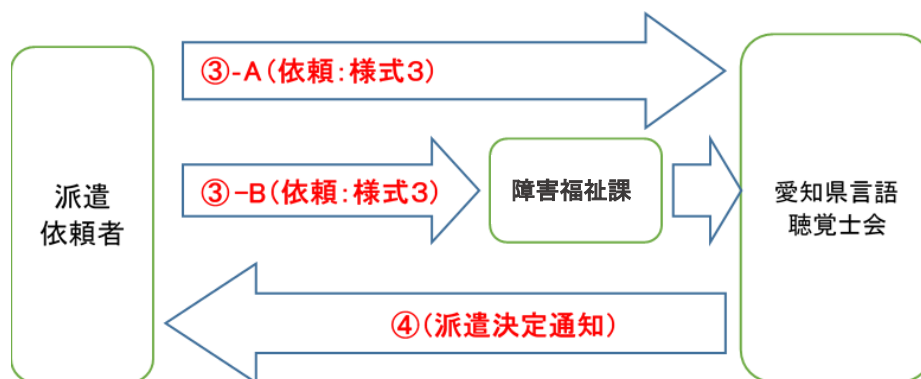 ③-A(依頼:様式3)
派遣
依頼者
③-B(依頼:様式3)
障害福祉課
愛知県言語
聴覚士会
④(派遣決定通知)